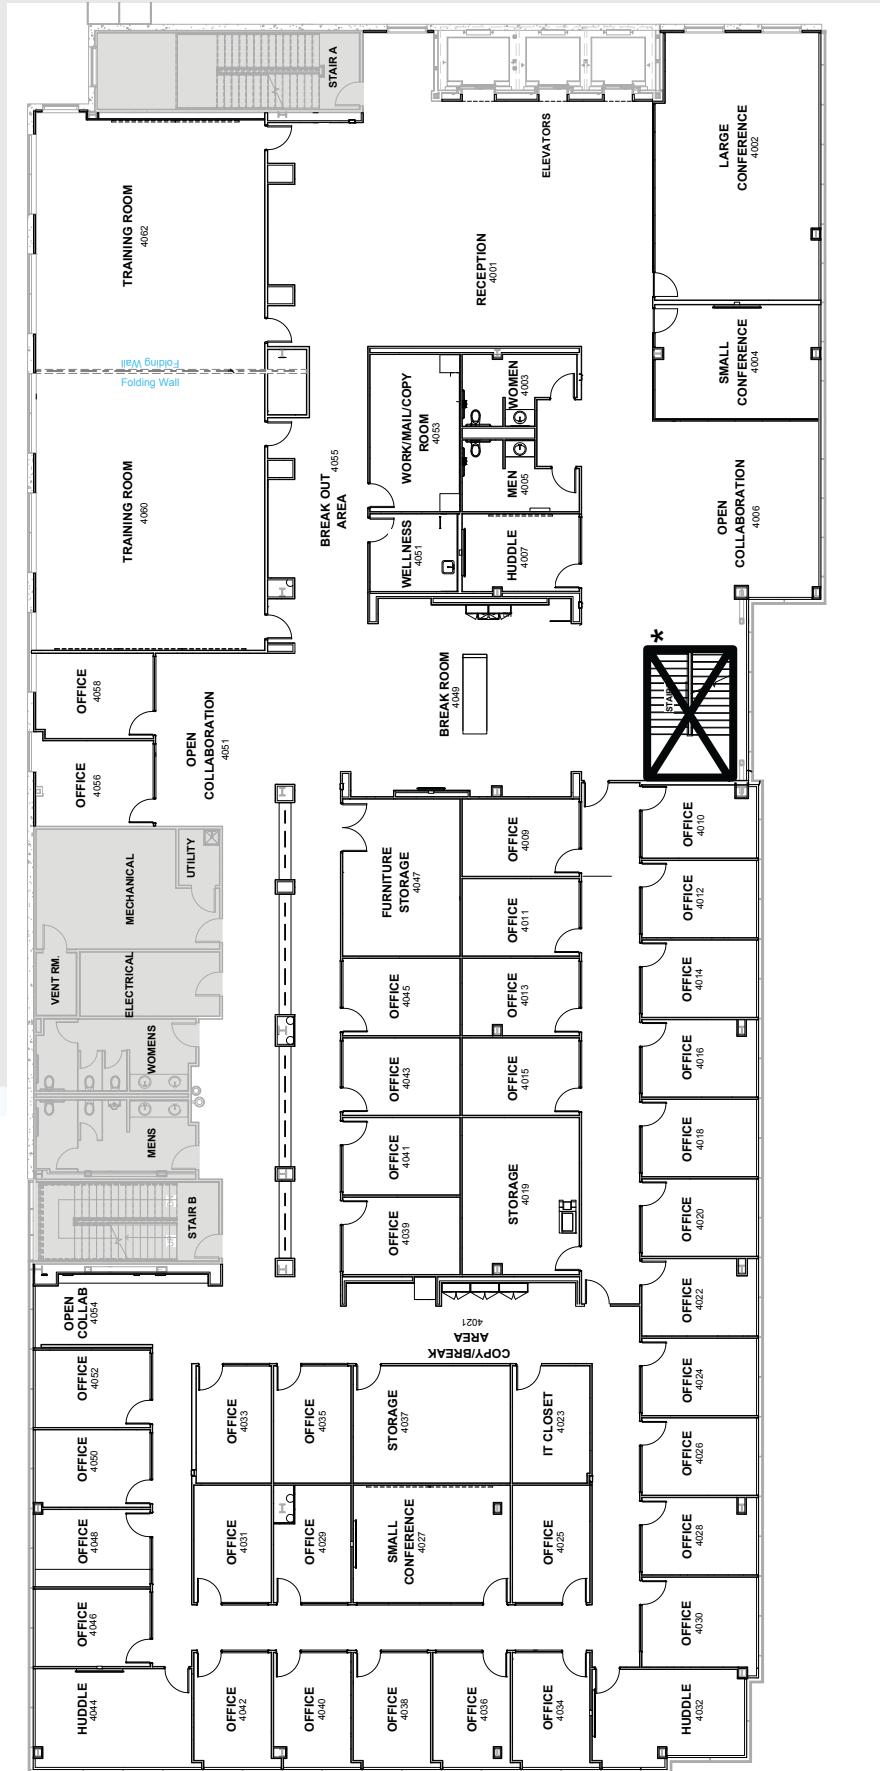 STAIR A
ELEVATORS
LARGE
CONFERENCE
4002
TRAINING ROOM
4062
RECEPTION
4001
SMALL
CONFERENCE
4004
Folding Wall
Folding Wall
WORK/MAIL/COPY
ROOM
4053
WOMEN
4003
MEN
4005
TRAINING ROOM
4060
BREAK OUT
AREA
4055
OPEN
COLLABORATION
4006
WELLNESS
4051
HUDDLE
4007
*
STAIR
OFFICE
4058
BREAK ROOM
4049
OPEN
COLLABORATION
4051
OFFICE
4056
MECHANICAL
UTILITY
VENT RM.
ELECTRICAL
WOMENS
MENS
STAIR B
FURNITURE
STORAGE
4047
OFFICE
4009
OFFICE
4010
OFFICE
4011
OFFICE
4012
OFFICE
4045
OFFICE
4013
OFFICE
4014
OFFICE
4043
OFFICE
4015
OFFICE
4016
OFFICE
4041
OFFICE
4018
OFFICE
4039
STORAGE
4019
OFFICE
4020
OFFICE
4022
OPEN
COLLAB
4054
COPY/BREAK
AREA
4021
OFFICE
4052
OFFICE
4033
OFFICE
4035
STORAGE
4037
IT CLOSET
4023
OFFICE
4024
OFFICE
4050
OFFICE
4026
OFFICE
4048
OFFICE
4031
OFFICE
4029
SMALL
CONFERENCE
4027
OFFICE
4025
OFFICE
4028
OFFICE
4046
OFFICE
4030
HUDDLE
4044
OFFICE
4042
OFFICE
4040
OFFICE
4038
OFFICE
4036
OFFICE
4034
HUDDLE
4032